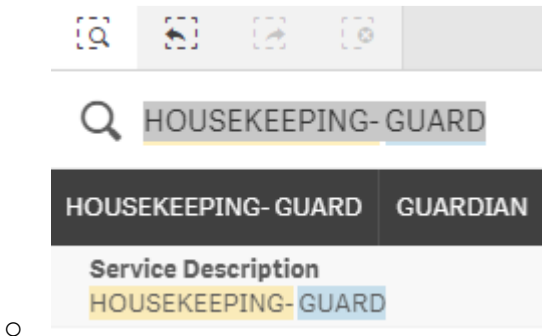 HOUSEKEEPING- GUARD
HOUSEKEEPING- GUARD GUARDIAN
Service Description
HOUSEKEEPING- GUARD